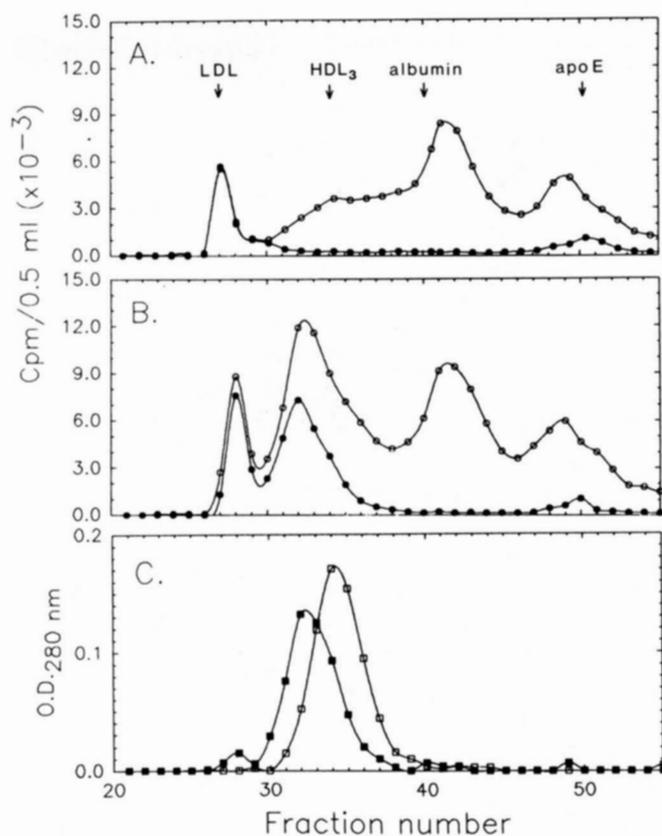 15.0
A.
LDL
HDL₃
albumin
apoE
12.0
9.0
6.0
3.0
0.0
Cpm/0.5 ml (x10⁻³)
15.0
B.
12.0
9.0
6.0
3.0
0.0
0.2
C.
0.1
0.0
O.D.₂₈₀ nm
20 30 40 50
Fraction number